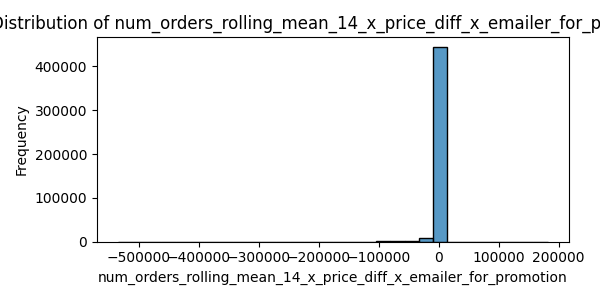 Distribution of num_orders_rolling_mean_14_x_price_diff_x_emailer_for_p
Frequency
400000
300000
200000
100000
0
−500000 −400000 −300000 −200000 −100000 0 100000 200000
num_orders_rolling_mean_14_x_price_diff_x_emailer_for_promotion